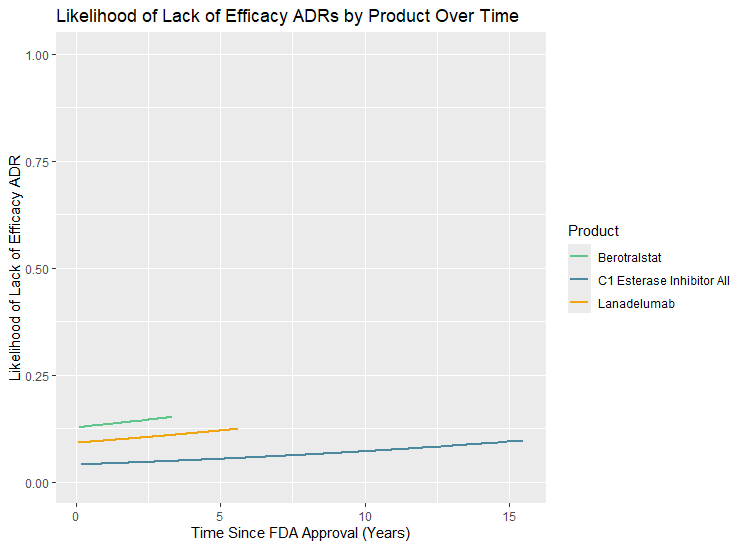 Likelihood of Lack of Efficacy ADRs by Product Over Time
Likelihood of Lack of Efficacy ADR
1.00
0.75
0.50
0.25
0.00
0
5
10
15
Time Since FDA Approval (Years)
Product
Berotralstat
C1 Esterase Inhibitor All
Lanadelumab